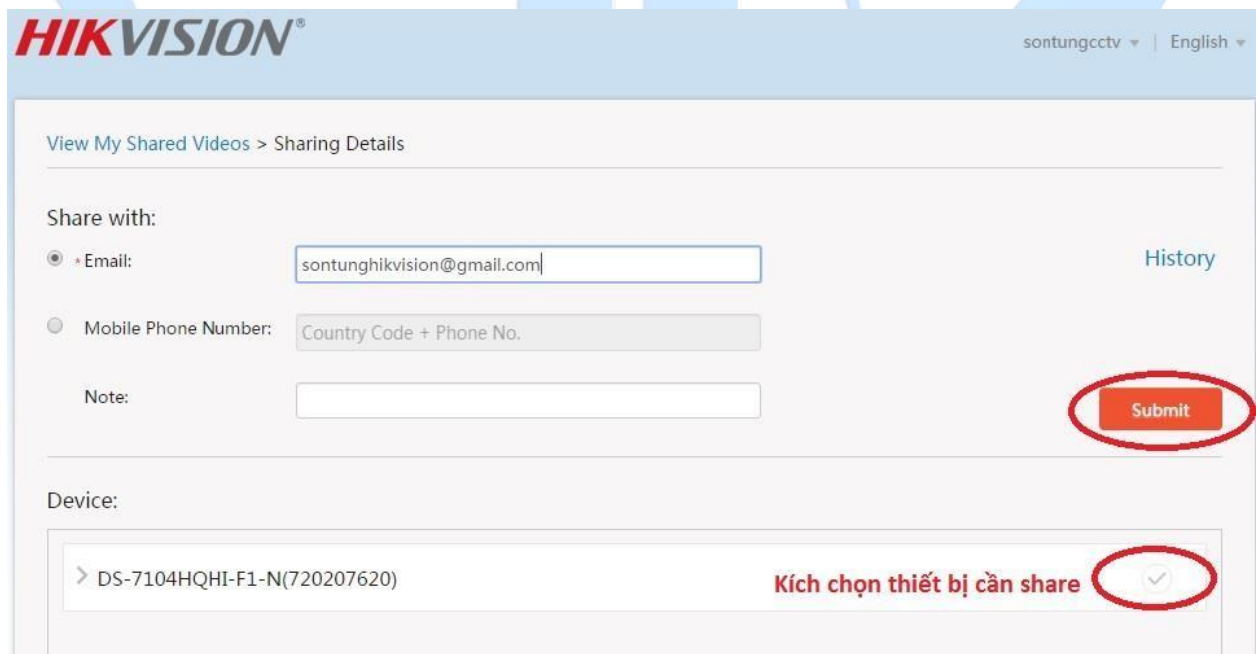 HIKVISION®
sontungcctv | English
View My Shared Videos > Sharing Details
Share with:
* Email: sontunghikvision@gmail.com
History
Mobile Phone Number: Country Code + Phone No.
Note:
Submit
Device:
DS-7104HQHI-F1-N(720207620) Kích chọn thiết bị cần share